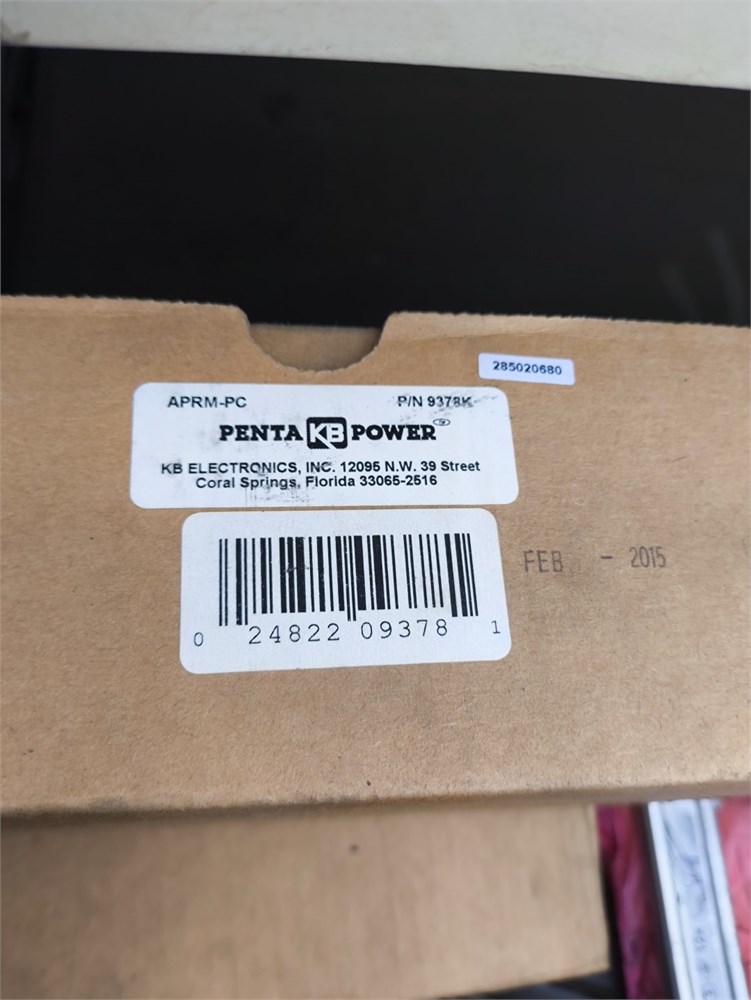 285020680
APRM-PC P/N 9378K
PENTA KB POWER
KB ELECTRONICS, INC. 12095 N.W. 39 Street
Coral Springs, Florida 33065-2516
FEB - 2015
0 24822 09378 1